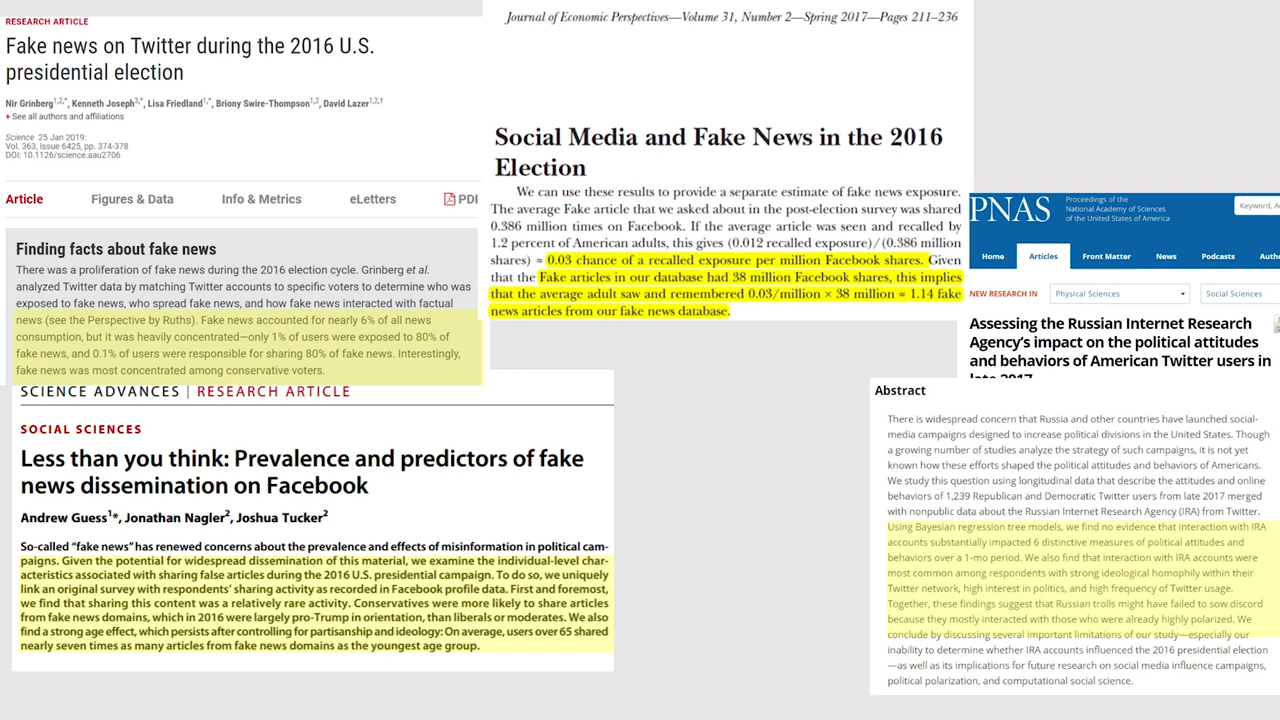 RESEARCH ARTICLE
Fake news on Twitter during the 2016 U.S.
presidential election
Nir Grinberg1,2,*, Kenneth Joseph3,*, Lisa Friedland1,*, Briony Swire-Thompson1,2, David Lazer1,2,†
+ See all authors and affiliations
Science 25 Jan 2019:
Vol. 363, Issue 6425, pp. 374-378
DOI: 10.1126/science.aau2706
Article Figures & Data Info & Metrics eLetters PDF
Finding facts about fake news
There was a proliferation of fake news during the 2016 election cycle. Grinberg et al.
analyzed Twitter data by matching Twitter accounts to specific voters to determine who was
exposed to fake news, who spread fake news, and how fake news interacted with factual
news (see the Perspective by Ruths). Fake news accounted for nearly 6% of all news
consumption, but it was heavily concentrated—only 1% of users were exposed to 80% of
fake news, and 0.1% of users were responsible for sharing 80% of fake news. Interestingly,
fake news was most concentrated among conservative voters.
Journal of Economic Perspectives—Volume 31, Number 2—Spring 2017—Pages 211–236
Social Media and Fake News in the 2016
Election
We can use these results to provide a separate estimate of fake news exposure.
The average Fake article that we asked about in the post-election survey was shared
0.386 million times on Facebook. If the average article was seen and recalled by
1.2 percent of American adults, this gives (0.012 recalled exposure)/(0.386 million
shares) ≈ 0.03 chance of a recalled exposure per million Facebook shares. Given
that the Fake articles in our database had 38 million Facebook shares, this implies
that the average adult saw and remembered 0.03/million × 38 million ≈ 1.14 fake
news articles from our fake news database.
SCIENCE ADVANCES | RESEARCH ARTICLE
SOCIAL SCIENCES
Less than you think: Prevalence and predictors of fake
news dissemination on Facebook
Andrew Guess1*, Jonathan Nagler2, Joshua Tucker2
So-called “fake news” has renewed concerns about the prevalence and effects of misinformation in political cam-
paigns. Given the potential for widespread dissemination of this material, we examine the individual-level char-
acteristics associated with sharing false articles during the 2016 U.S. presidential campaign. To do so, we uniquely
link an original survey with respondents’ sharing activity as recorded in Facebook profile data. First and foremost,
we find that sharing this content was a relatively rare activity. Conservatives were more likely to share articles
from fake news domains, which in 2016 were largely pro-Trump in orientation, than liberals or moderates. We also
find a strong age effect, which persists after controlling for partisanship and ideology: On average, users over 65 shared
nearly seven times as many articles from fake news domains as the youngest age group.
PNAS
Proceedings of the
National Academy of Sciences
of the United States of America
Keyword, A
Home Articles Front Matter News Podcasts Auth
NEW RESEARCH IN Physical Sciences Social Sciences
Assessing the Russian Internet Research
Agency’s impact on the political attitudes
and behaviors of American Twitter users in
late 2017
Abstract
There is widespread concern that Russia and other countries have launched social-
media campaigns designed to increase political divisions in the United States. Though
a growing number of studies analyze the strategy of such campaigns, it is not yet
known how these efforts shaped the political attitudes and behaviors of Americans.
We study this question using longitudinal data that describe the attitudes and online
behaviors of 1,239 Republican and Democratic Twitter users from late 2017 merged
with nonpublic data about the Russian Internet Research Agency (IRA) from Twitter.
Using Bayesian regression tree models, we find no evidence that interaction with IRA
accounts substantially impacted 6 distinctive measures of political attitudes and
behaviors over a 1-mo period. We also find that interaction with IRA accounts were
most common among respondents with strong ideological homophily within their
Twitter network, high interest in politics, and high frequency of Twitter usage.
Together, these findings suggest that Russian trolls might have failed to sow discord
because they mostly interacted with those who were already highly polarized. We
conclude by discussing several important limitations of our study—especially our
inability to determine whether IRA accounts influenced the 2016 presidential election
—as well as its implications for future research on social media influence campaigns,
political polarization, and computational social science.